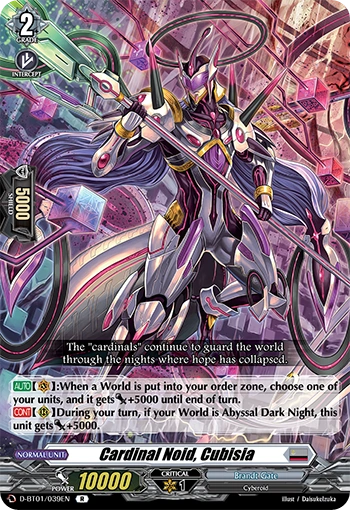 2
GRADE
INTERCEPT
5000
SHIELD
The "cardinals" continue to guard the world
through the nights where hope has collapsed.
AUTO []:When a World is put into your order zone, choose one of
your units, and it gets +5000 until end of turn.
CONT []During your turn, if your World is Abyssal Dark Night, this
unit gets +5000.
NORMAL UNIT
Cardinal Noid, Cubisia
POWER 10000
CRITICAL
1
Brandt Gate
Cyberoid
D-BT01/039EN R
Illust / DaisukeIzuka